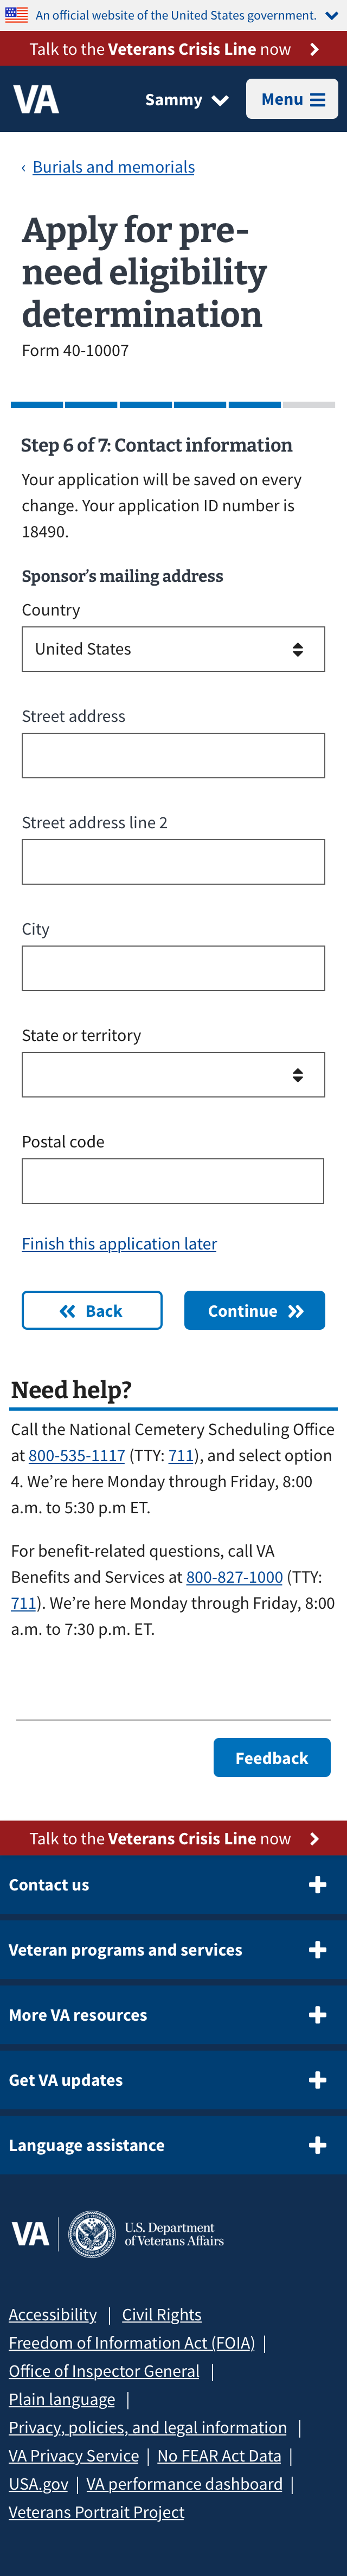 An official website of the United States government.
Talk to the Veterans Crisis Line now
VA
Sammy
Menu
‹ Burials and memorials
Apply for pre-
need eligibility
determination
Form 40-10007
Step 6 of 7: Contact information
Your application will be saved on every
change. Your application ID number is
18490.
Sponsor’s mailing address
Country
United States
Street address
Street address line 2
City
State or territory
Postal code
Finish this application later
Back
Continue
Need help?
Call the National Cemetery Scheduling Office
at 800-535-1117 (TTY: 711), and select option
4. We’re here Monday through Friday, 8:00
a.m. to 5:30 p.m ET.
For benefit-related questions, call VA
Benefits and Services at 800-827-1000 (TTY:
711). We’re here Monday through Friday, 8:00
a.m. to 7:30 p.m. ET.
Feedback
Talk to the Veterans Crisis Line now
Contact us
Veteran programs and services
More VA resources
Get VA updates
Language assistance
VA
U.S. Department
of Veterans Affairs
Accessibility | Civil Rights
Freedom of Information Act (FOIA) |
Office of Inspector General |
Plain language |
Privacy, policies, and legal information |
VA Privacy Service | No FEAR Act Data |
USA.gov | VA performance dashboard |
Veterans Portrait Project